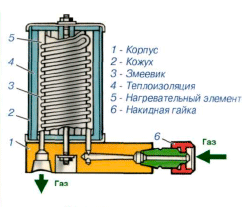 5
4
3
2
1
1 - Корпус
2 - Кожух
3 - Змеевик
4 - Теплоизоляция
5 - Нагревательный элемент
6 - Накидная гайка
6
Газ
Газ